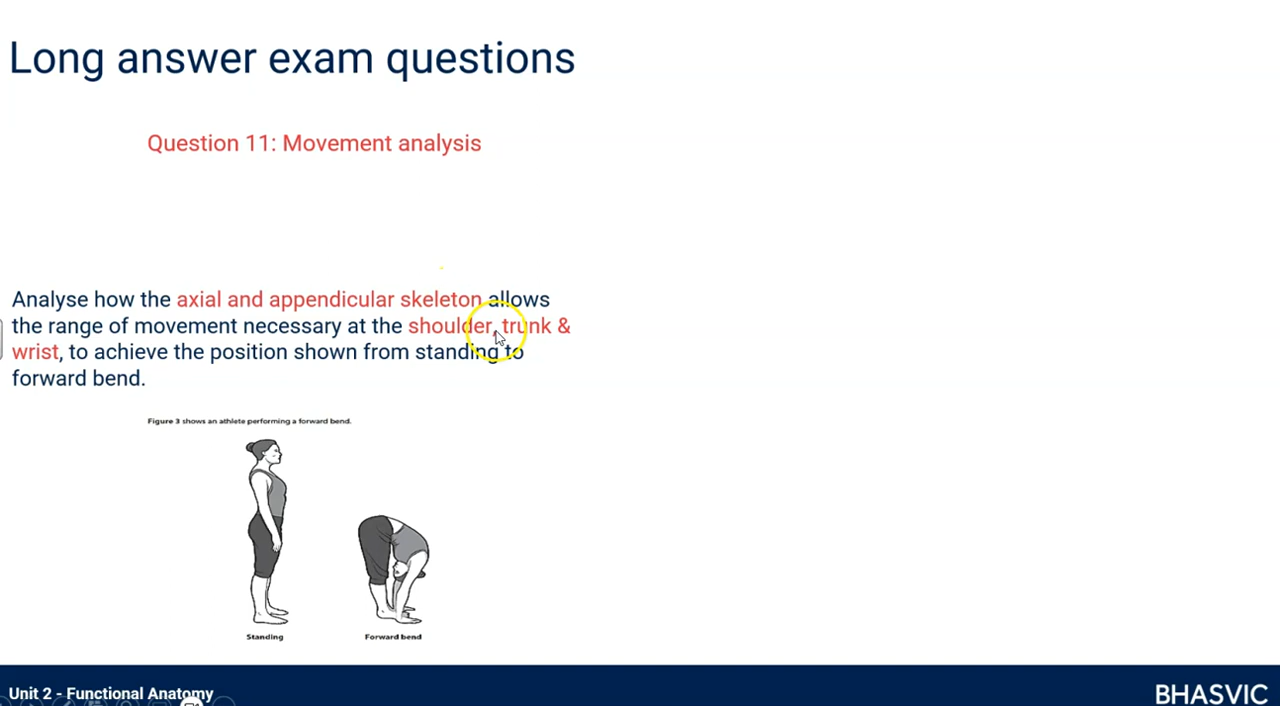 Long answer exam questions
Question 11: Movement analysis
Analyse how the axial and appendicular skeleton allows
the range of movement necessary at the shoulder, trunk &
wrist, to achieve the position shown from standing to
forward bend.
Figure 3 shows an athlete performing a forward bend.
Standing
Forward bend
Unit 2 - Functional Anatomy
BHASVIC